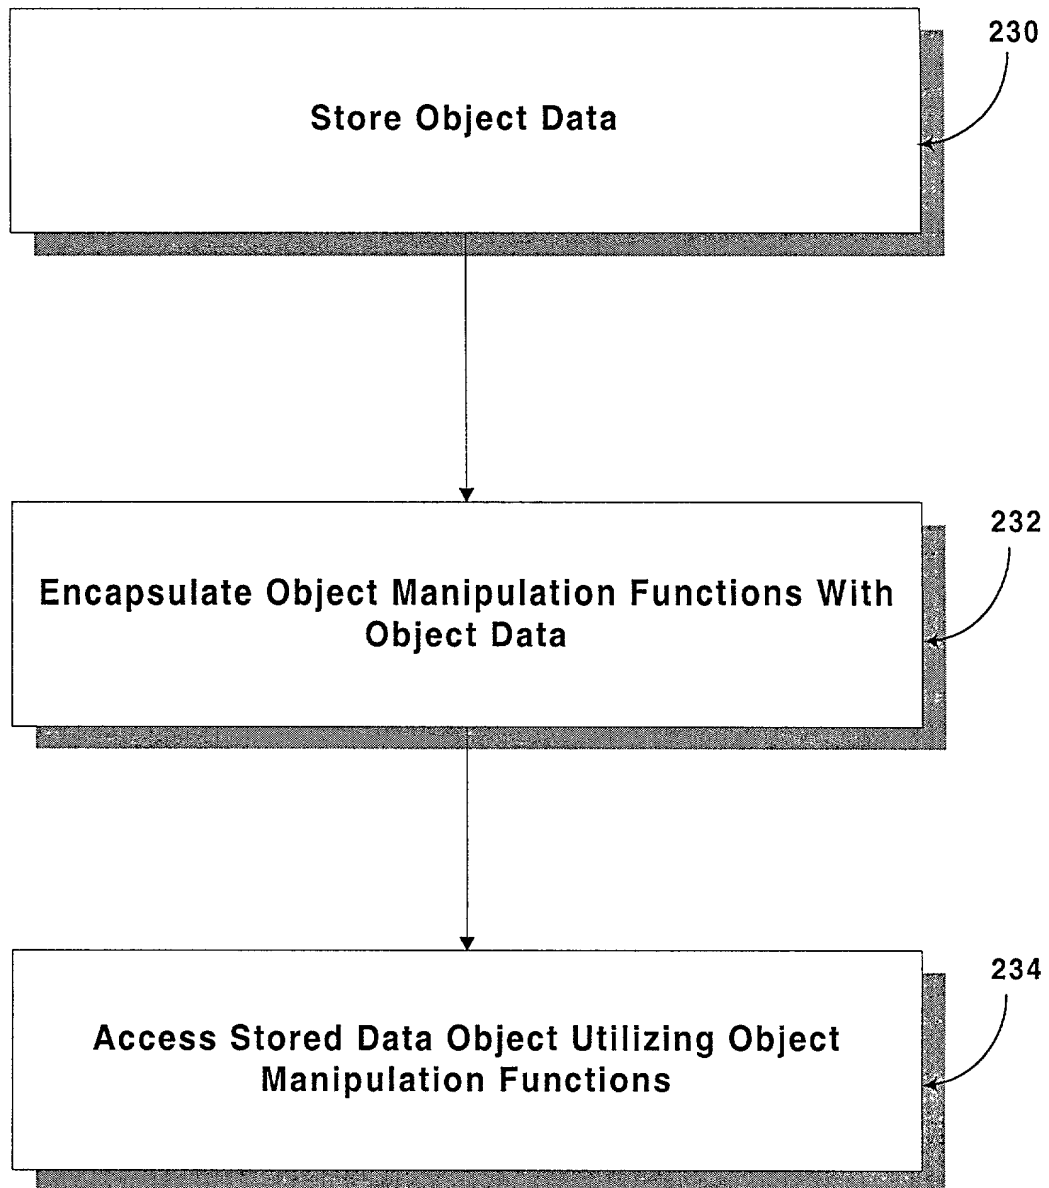 230
Store Object Data
232
Encapsulate Object Manipulation Functions With
Object Data
234
Access Stored Data Object Utilizing Object
Manipulation Functions